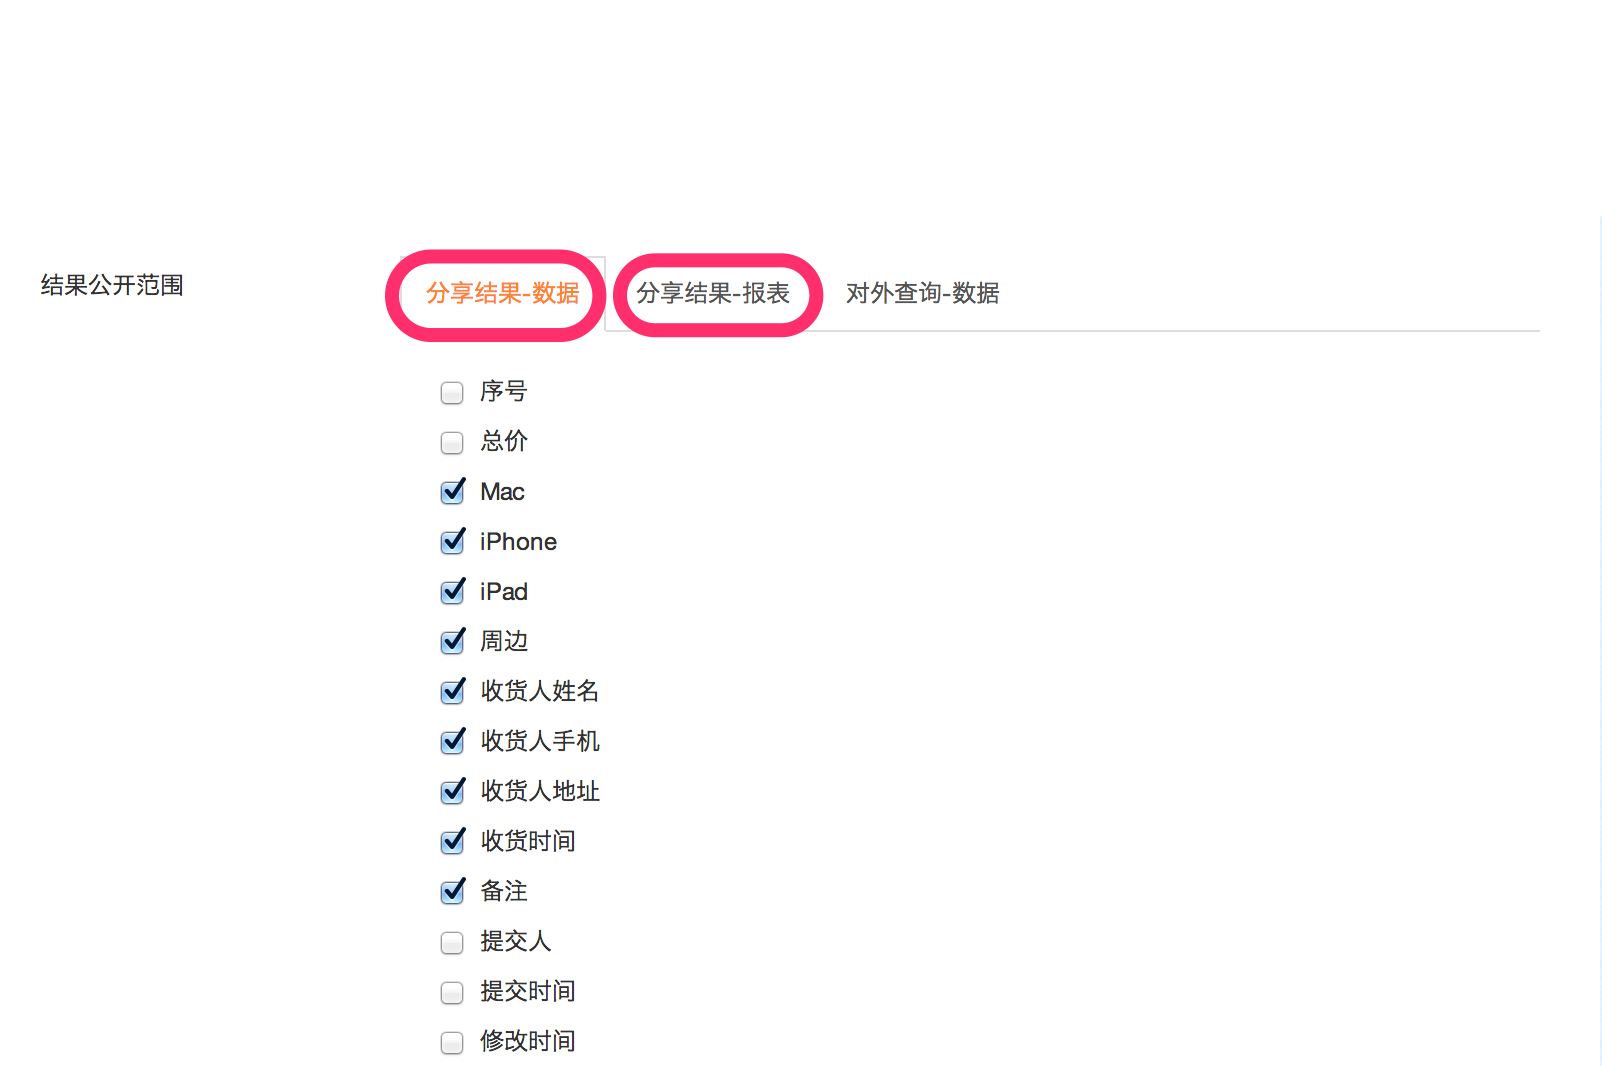 结果公开范围
分享结果-数据 分享结果-报表 对外查询-数据
序号
总价
Mac
iPhone
iPad
周边
收货人姓名
收货人手机
收货人地址
收货时间
备注
提交人
提交时间
修改时间